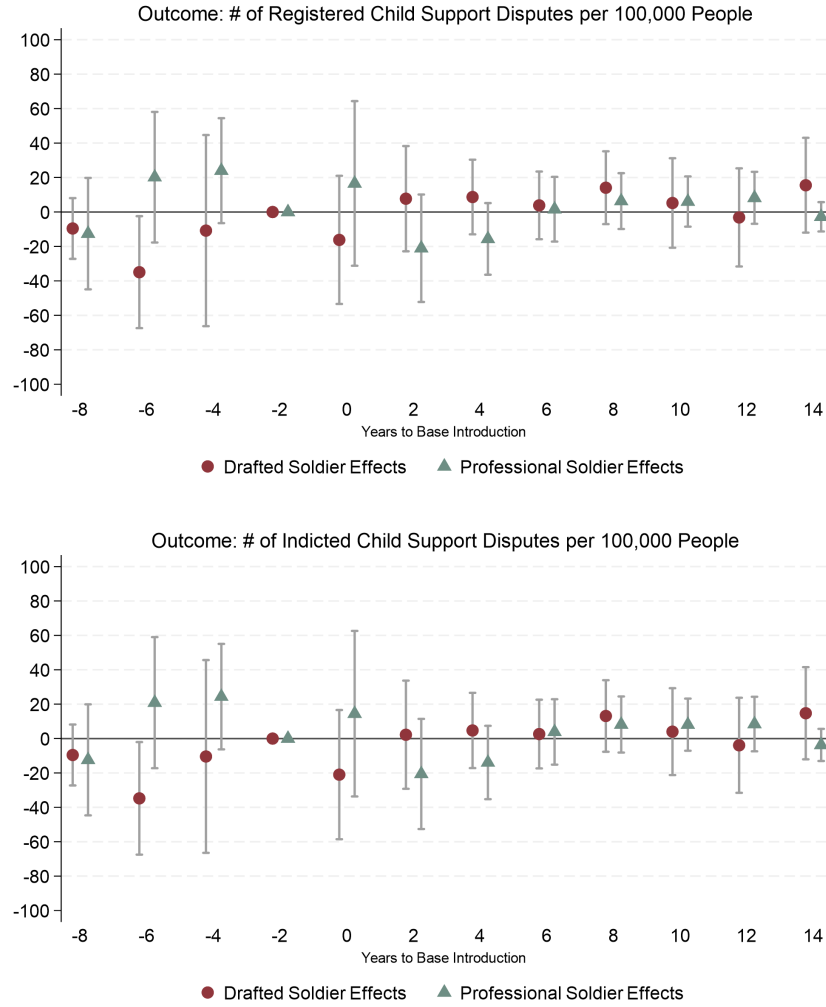 Outcome: # of Registered Child Support Disputes per 100,000 People
100
80
60
40
20
0
-20
-40
-60
-80
-100
-8 -6 -4 -2 0 2 4 6 8 10 12 14
Years to Base Introduction
Drafted Soldier Effects Professional Soldier Effects
Outcome: # of Indicted Child Support Disputes per 100,000 People
100
80
60
40
20
0
-20
-40
-60
-80
-100
-8 -6 -4 -2 0 2 4 6 8 10 12 14
Years to Base Introduction
Drafted Soldier Effects Professional Soldier Effects